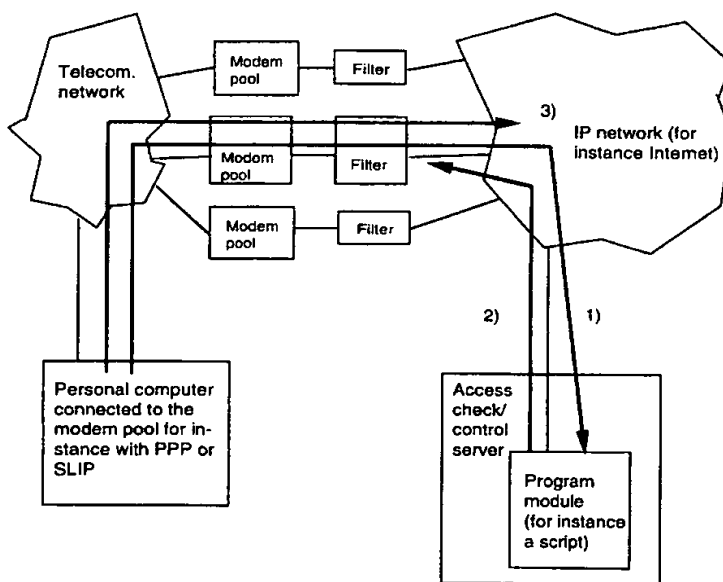 Telecom.
network
Modem
pool
Filter
3)
IP network (for
instance Internet)
Modom
pool
Filter
Modem
pool
Filter
2)
1)
Personal computer
connected to the
modem pool for in-
stance with PPP or
SLIP
Access
check/
control
server
Program
module
(for instance
a script)